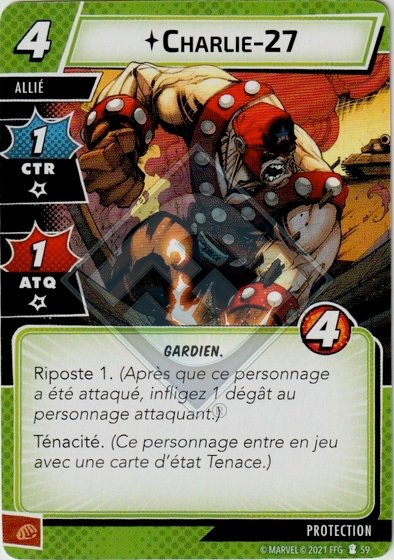 4
Charlie-27
ALLIÉ
1
CTR
1
ATQ
4
GARDIEN.
Riposte 1. (Après que ce personnage
a été attaqué, infligez 1 dégât au
personnage attaquant.)
®
Ténacité. (Ce personnage entre en jeu
avec une carte d'état Tenace.)
PROTECTION
© MARVEL © 2021 FFG 59